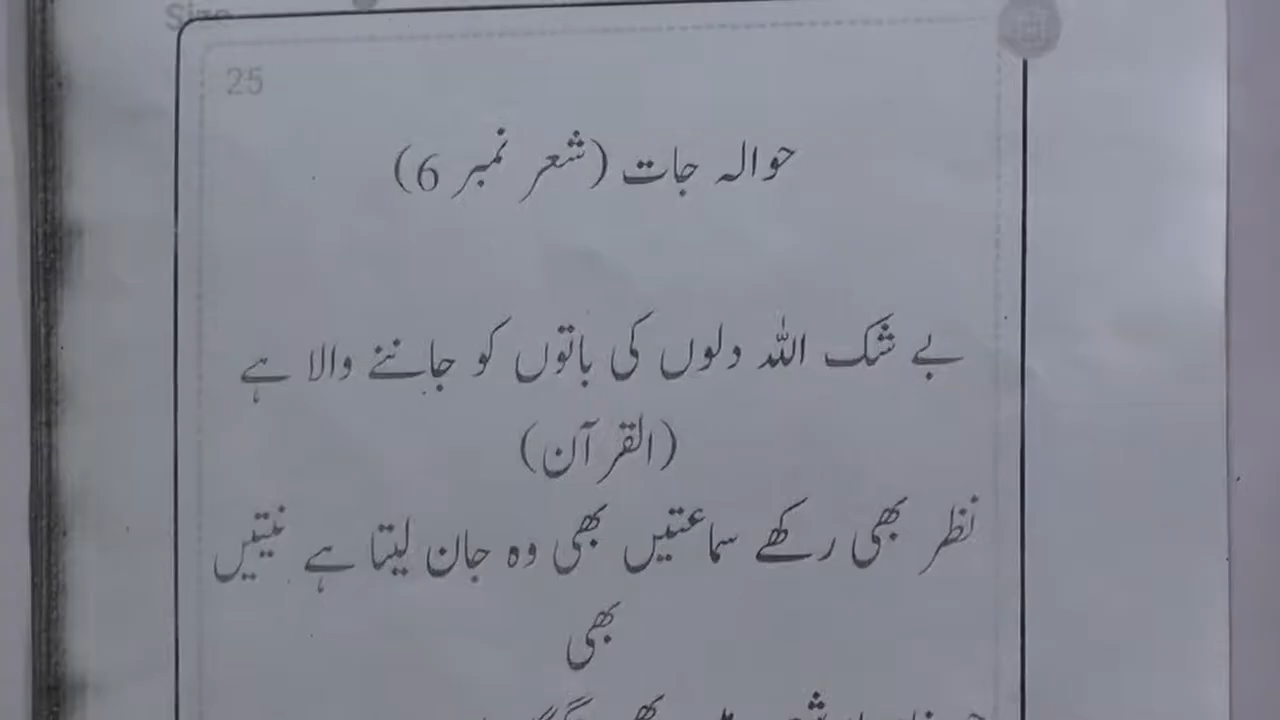 Size
25
حوالہ جات (شعر نمبر 6)
بے شک اللہ دلوں کی باتوں کو جاننے والا ہے
(القرآن)
نظر بھی رکھے سماعتیں بھی وہ جان لیتا ہے نیتیں
بھی